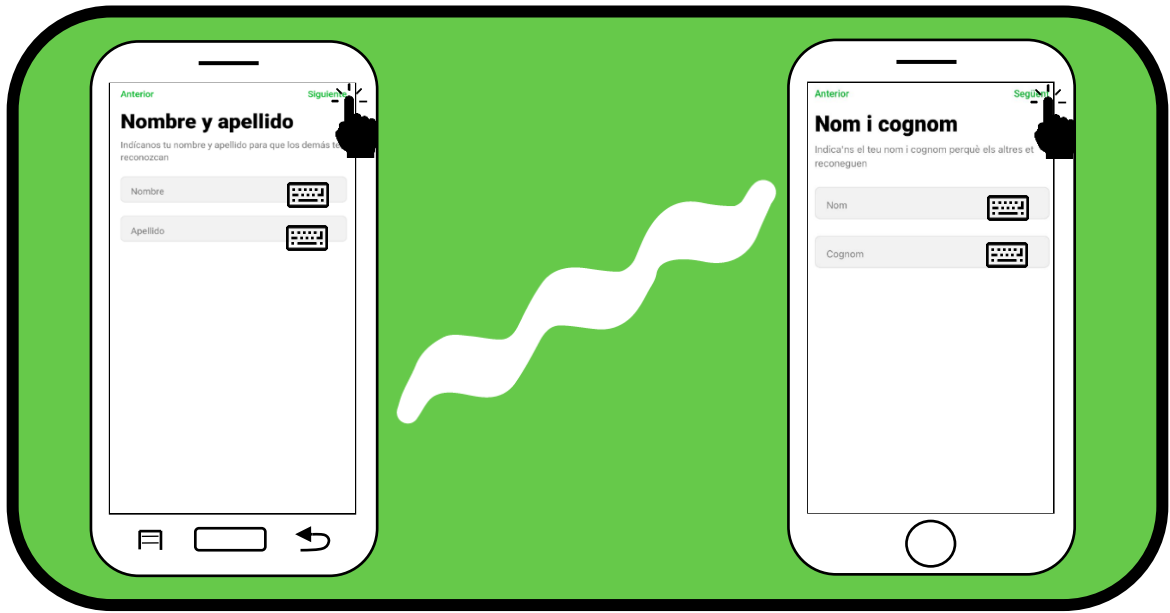 Anterior
Siguiente
Nombre y apellido
Indícanos tu nombre y apellido para que los demás te
reconozcan
Nombre
Apellido
Anterior
Següent
Nom i cognom
Indica'ns el teu nom i cognom perquè els altres et
reconeguen
Nom
Cognom